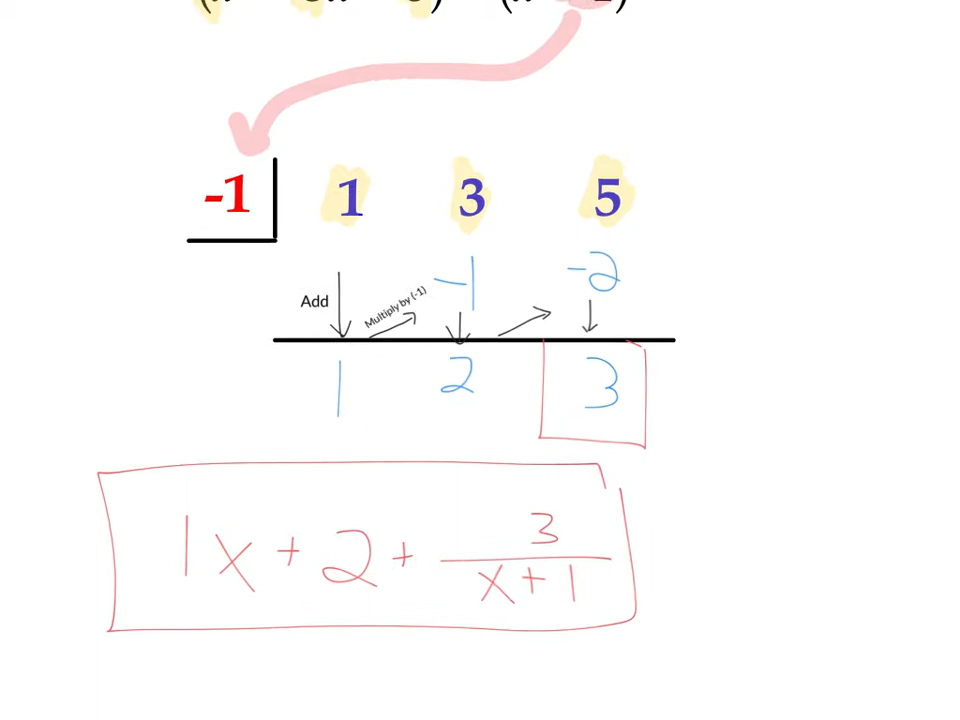 -1 1 3 5
-1 -2
Add Multiply by (-1)
1 2 3
1x + 2 + 3/(x + 1)